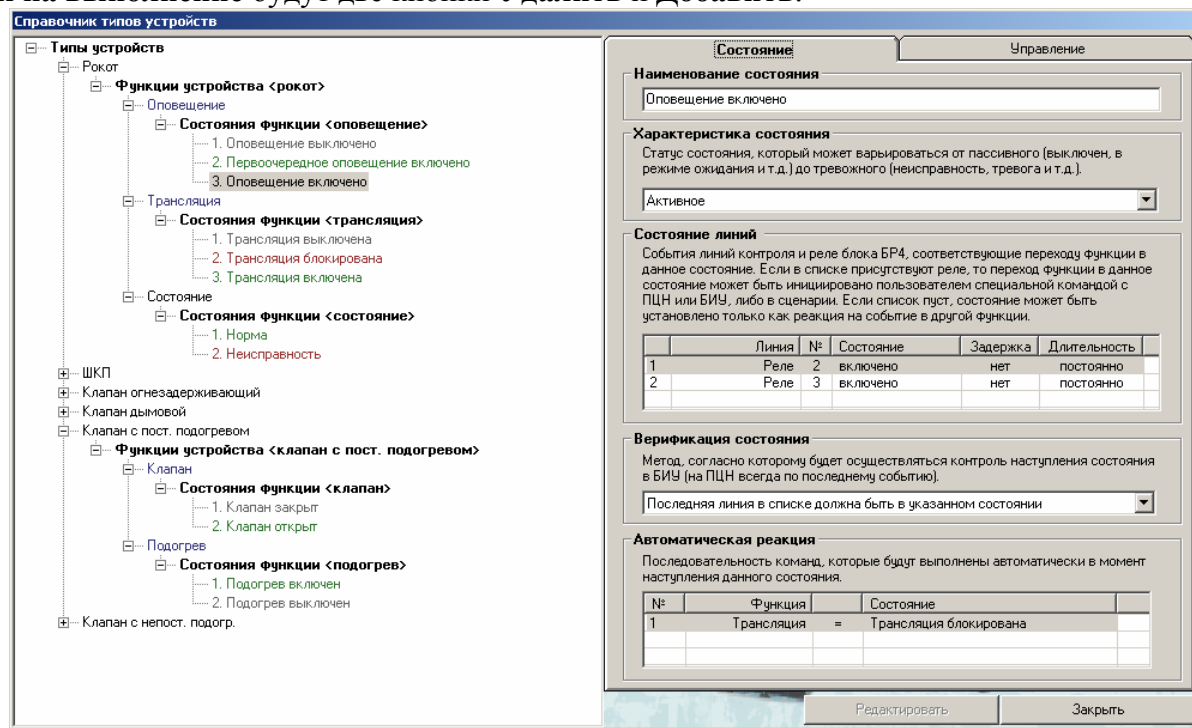 на выполнение будут две кнопки Удалить и Добавить.
Справочник типов устройств
Типы устройств
Рокот
Функции устройства <рокот>
Оповещение
Состояния функции <оповещение>
1. Оповещение выключено
2. Первоочередное оповещение включено
3. Оповещение включено
Трансляция
Состояния функции <трансляция>
1. Трансляция выключена
2. Трансляция блокирована
3. Трансляция включена
Состояние
Состояния функции <состояние>
1. Норма
2. Неисправность
ШКП
Клапан огнезадерживающий
Клапан дымовой
Клапан с пост. подогревом
Функции устройства <клапан с пост. подогревом>
Клапан
Состояния функции <клапан>
1. Клапан закрыт
2. Клапан открыт
Подогрев
Состояния функции <подогрев>
1. Подогрев включен
2. Подогрев выключен
Клапан с непост. подогр.
Состояние Управление
Наименование состояния
Оповещение включено
Характеристика состояния
Статус состояния, который может варьироваться от пассивного (выключен, в
режиме ожидания и т.д.) до тревожного (неисправность, тревога и т.д.).
Активное
Состояние линий
События линий контроля и реле блока БР4, соответствующие переходу функции в
данное состояние. Если в списке присутствуют реле, то переход функции в данное
состояние может быть инициировано пользователем специальной командой с
ПЦН или БИУ, либо в сценарии. Если список пуст, состояние может быть
установлено только как реакция на событие в другой функции.
Линия № Состояние Задержка Длительность
1 Реле 2 включено нет постоянно
2 Реле 3 включено нет постоянно
Верификация состояния
Метод, согласно которому будет осуществляться контроль наступления состояния
в БИУ (на ПЦН всегда по последнему событию).
Последняя линия в списке должна быть в указанном состоянии
Автоматическая реакция
Последовательность команд, которые будут выполнены автоматически в момент
наступления данного состояния.
№ Функция Состояние
1 Трансляция = Трансляция блокирована
Редактировать Закрыть